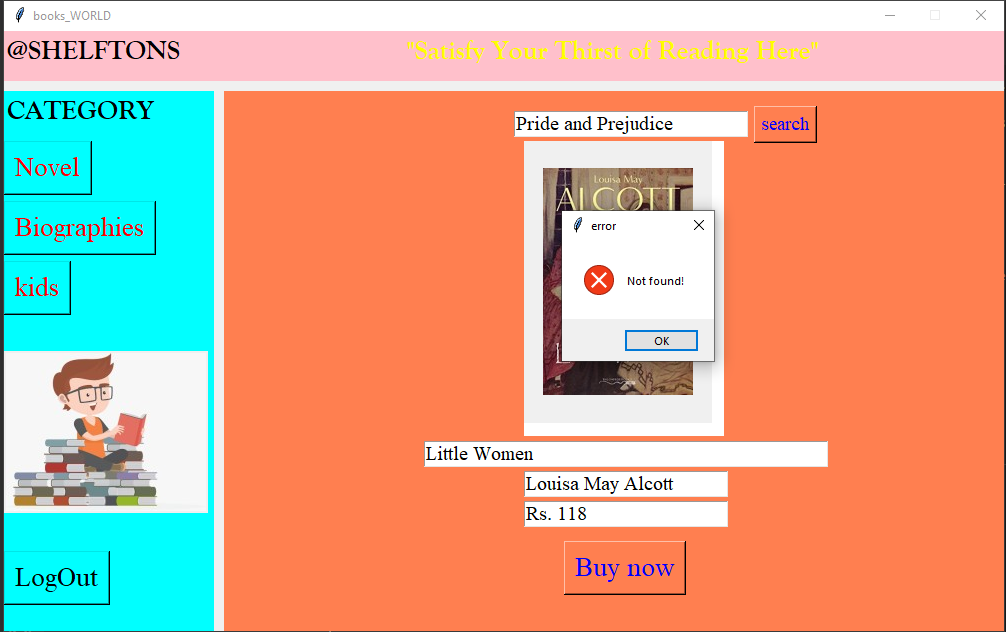 books_WORLD
@SHELFTONS
"Satisfy Your Thirst of Reading Here"
CATEGORY
Novel
Biographies
kids
LogOut
Pride and Prejudice
search
Louisa May
ALCOTT
error
Not found!
OK
Little Women
Louisa May Alcott
Rs. 118
Buy now